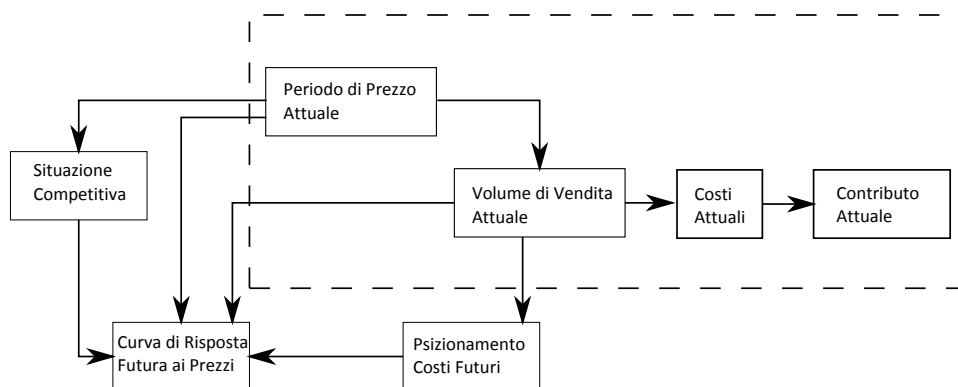 Periodo di Prezzo
Attuale
Situazione
Competitiva
Volume di Vendita
Attuale
Costi
Attuali
Contributo
Attuale
Curva di Risposta
Futura ai Prezzi
Psizionamento
Costi Futuri